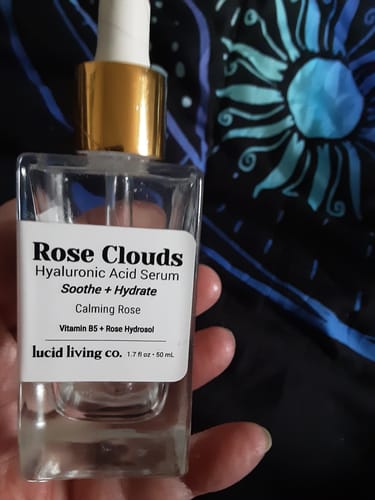 Rose Clouds
Hyaluronic Acid Serum
Soothe + Hydrate
Calming Rose
Vitamin B5 + Rose Hydrosol
lucid living co. 1.7 fl oz • 50 mL